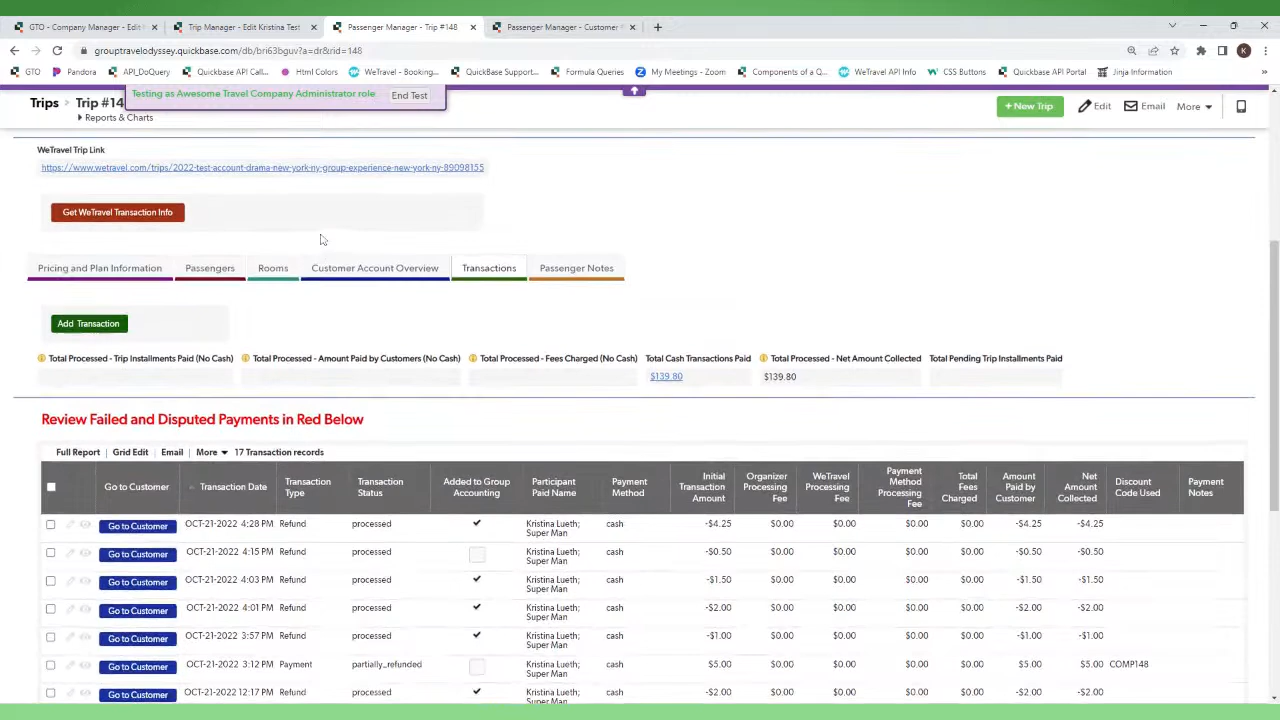 GTO - Company Manager - Edit
Trip Manager - Edit Kristina Test
Passenger Manager - Trip #148
Passenger Manager - Customer
grouptravelodyssey.quickbase.com/db/bri63bguv?a=dr&rid=148
GTO
Pandora
API_DoQuery
Quickbase API Call...
Html Colors
WeTravel - Booking...
QuickBase Support...
Formula Queries
My Meetings - Zoom
Components of a Q...
WeTravel API Info
CSS Buttons
Quickbase API Portal
Jinja Information
Testing as Awesome Travel Company Administrator role
End Test
Trips
Trip #14
Reports & Charts
+ New Trip
Edit
Email
More
WeTravel Trip Link
https://www.wetravel.com/trips/2022-test-account-drama-new-york-ny-group-experience-new-york-ny-89098155
Get WeTravel Transaction Info
Pricing and Plan Information
Passengers
Rooms
Customer Account Overview
Transactions
Passenger Notes
Add Transaction
Total Processed - Trip Installments Paid (No Cash)
Total Processed - Amount Paid by Customers (No Cash)
Total Processed - Fees Charged (No Cash)
Total Cash Transactions Paid
Total Processed - Net Amount Collected
Total Pending Trip Installments Paid
$139.80
$139.80
Review Failed and Disputed Payments in Red Below
Full Report | Grid Edit | Email | More 17 Transaction records
Go to Customer
Transaction Date
Transaction
Type
Transaction
Status
Added to Group
Accounting
Participant
Paid Name
Payment
Method
Initial
Transaction
Amount
Organizer
Processing
Fee
WeTravel
Processing
Fee
Payment
Method
Processing
Fee
Total
Fees
Charged
Amount
Paid by
Customer
Net
Amount
Collected
Discount
Code Used
Payment
Notes
Go to Customer OCT-21-2022 4:28 PM Refund processed Kristina Lueth; cash -$4.25 $0.00 $0.00 $0.00 $0.00 -$4.25 -$4.25
Super Man
Go to Customer OCT-21-2022 4:15 PM Refund processed Kristina Lueth; cash -$0.50 $0.00 $0.00 $0.00 $0.00 -$0.50 -$0.50
Super Man
Go to Customer OCT-21-2022 4:03 PM Refund processed Kristina Lueth; cash -$1.50 $0.00 $0.00 $0.00 $0.00 -$1.50 -$1.50
Super Man
Go to Customer OCT-21-2022 4:01 PM Refund processed Kristina Lueth; cash -$2.00 $0.00 $0.00 $0.00 $0.00 -$2.00 -$2.00
Super Man
Go to Customer OCT-21-2022 3:57 PM Refund processed Kristina Lueth; cash -$1.00 $0.00 $0.00 $0.00 $0.00 -$1.00 -$1.00
Super Man
Go to Customer OCT-21-2022 3:12 PM Payment partially_refunded Kristina Lueth; cash $5.00 $0.00 $0.00 $0.00 $0.00 $5.00 $5.00 COMP148
Super Man
Go to Customer OCT-21-2022 12:17 PM Refund processed Kristina Lueth; cash -$2.00 $0.00 $0.00 $0.00 $0.00 -$2.00 -$2.00
Super Man